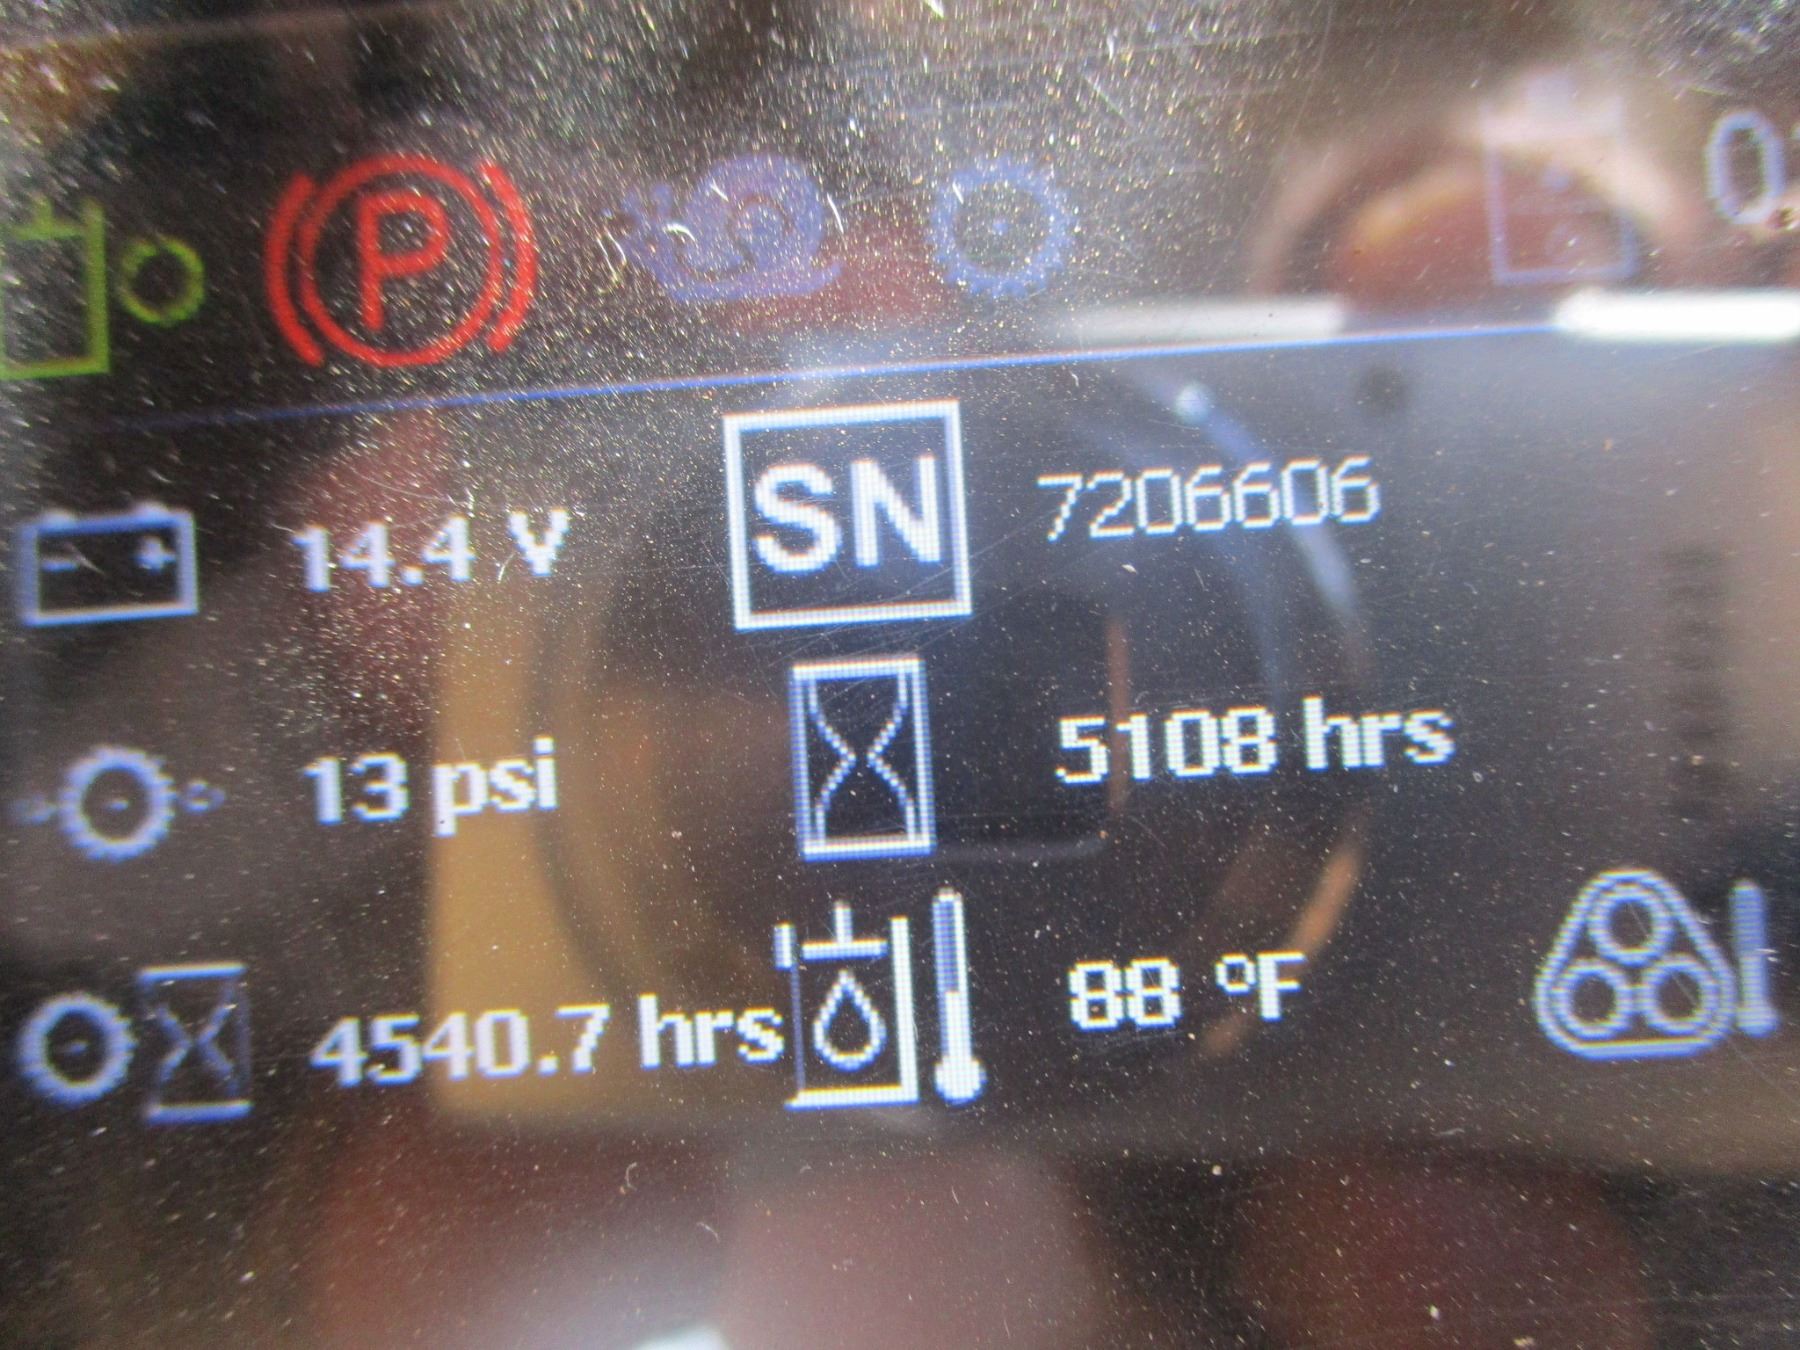 P
14.4 V
SN
7206606
13 psi
5108 hrs
4540.7 hrs
88 °F